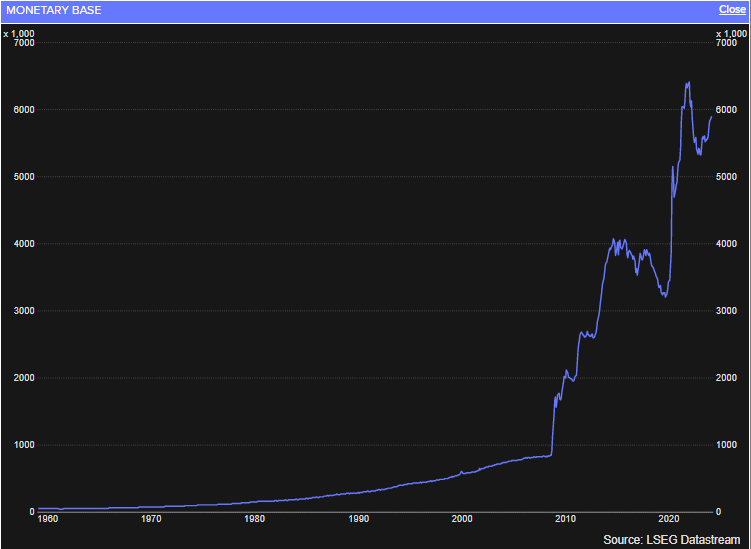 MONETARY BASE Close
x 1,000 x 1,000
7000 7000
6000 6000
5000 5000
4000 4000
3000 3000
2000 2000
1000 1000
0 0
1960 1970 1980 1990 2000 2010 2020
Source: LSEG Datastream